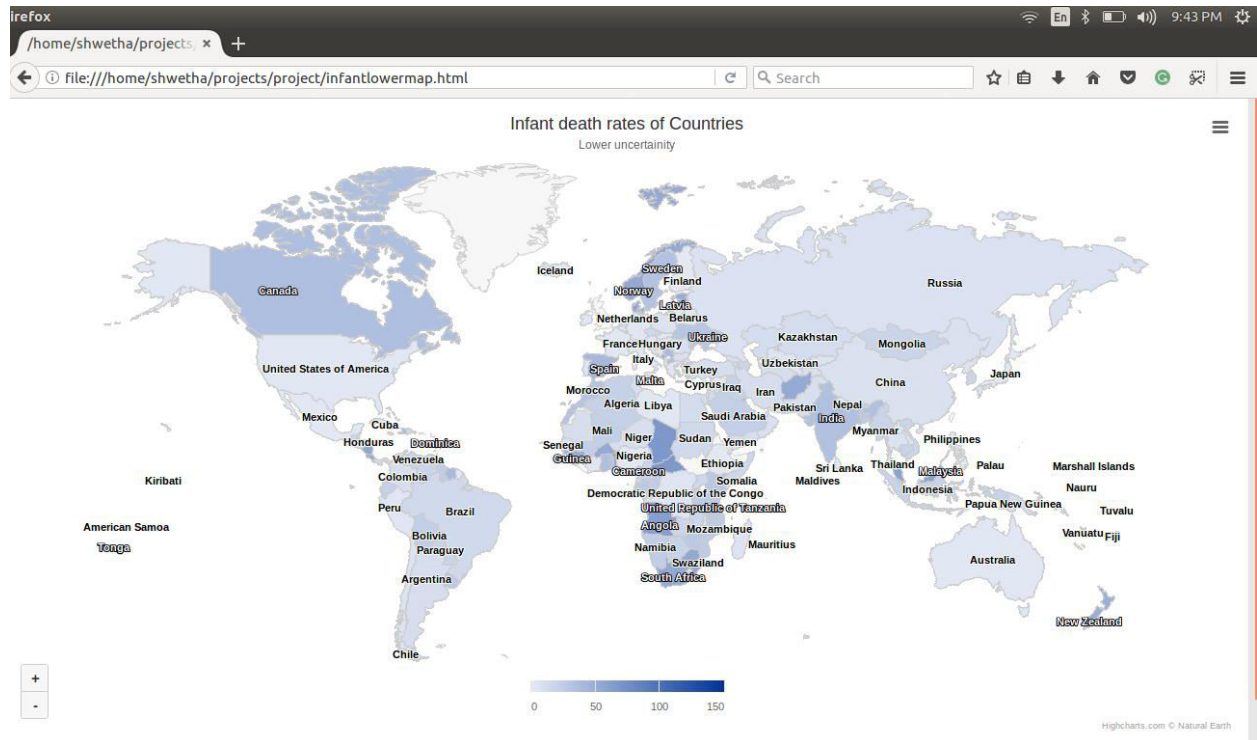 irefox En 9:43 PM
/home/shwetha/projects/ × +
file:///home/shwetha/projects/project/infantlowermap.html Search
Infant death rates of Countries
Lower uncertainity
Iceland
Sweden
Finland
Russia
Canada
Norway
Latvia
Netherlands Belarus
Ukraine
Kazakhstan
France Hungary
Mongolia
Italy
Uzbekistan
United States of America
Spain
Turkey
Japan
Malta
Cyprus Iraq
China
Morocco
Iran
Algeria Libya
Pakistan Nepal
Mexico
Saudi Arabia
India
Cuba
Mali
Myanmar
Honduras Dominica
Senegal
Niger Sudan Yemen
Philippines
Venezuela
Guinea
Nigeria
Ethiopia
Sri Lanka Thailand
Palau
Marshall Islands
Colombia
Cameroon
Malaysia
Kiribati
Somalia
Maldives
Indonesia
Nauru
Democratic Republic of the Congo
Peru
Brazil
United Republic of Tanzania
Papua New Guinea
Tuvalu
American Samoa
Angola
Mozambique
Bolivia
Vanuatu Fiji
Tonga
Paraguay
Namibia
Mauritius
Swaziland
Australia
Argentina
South Africa
New Zealand
Chile
+
-
0 50 100 150
Highcharts.com © Natural Earth